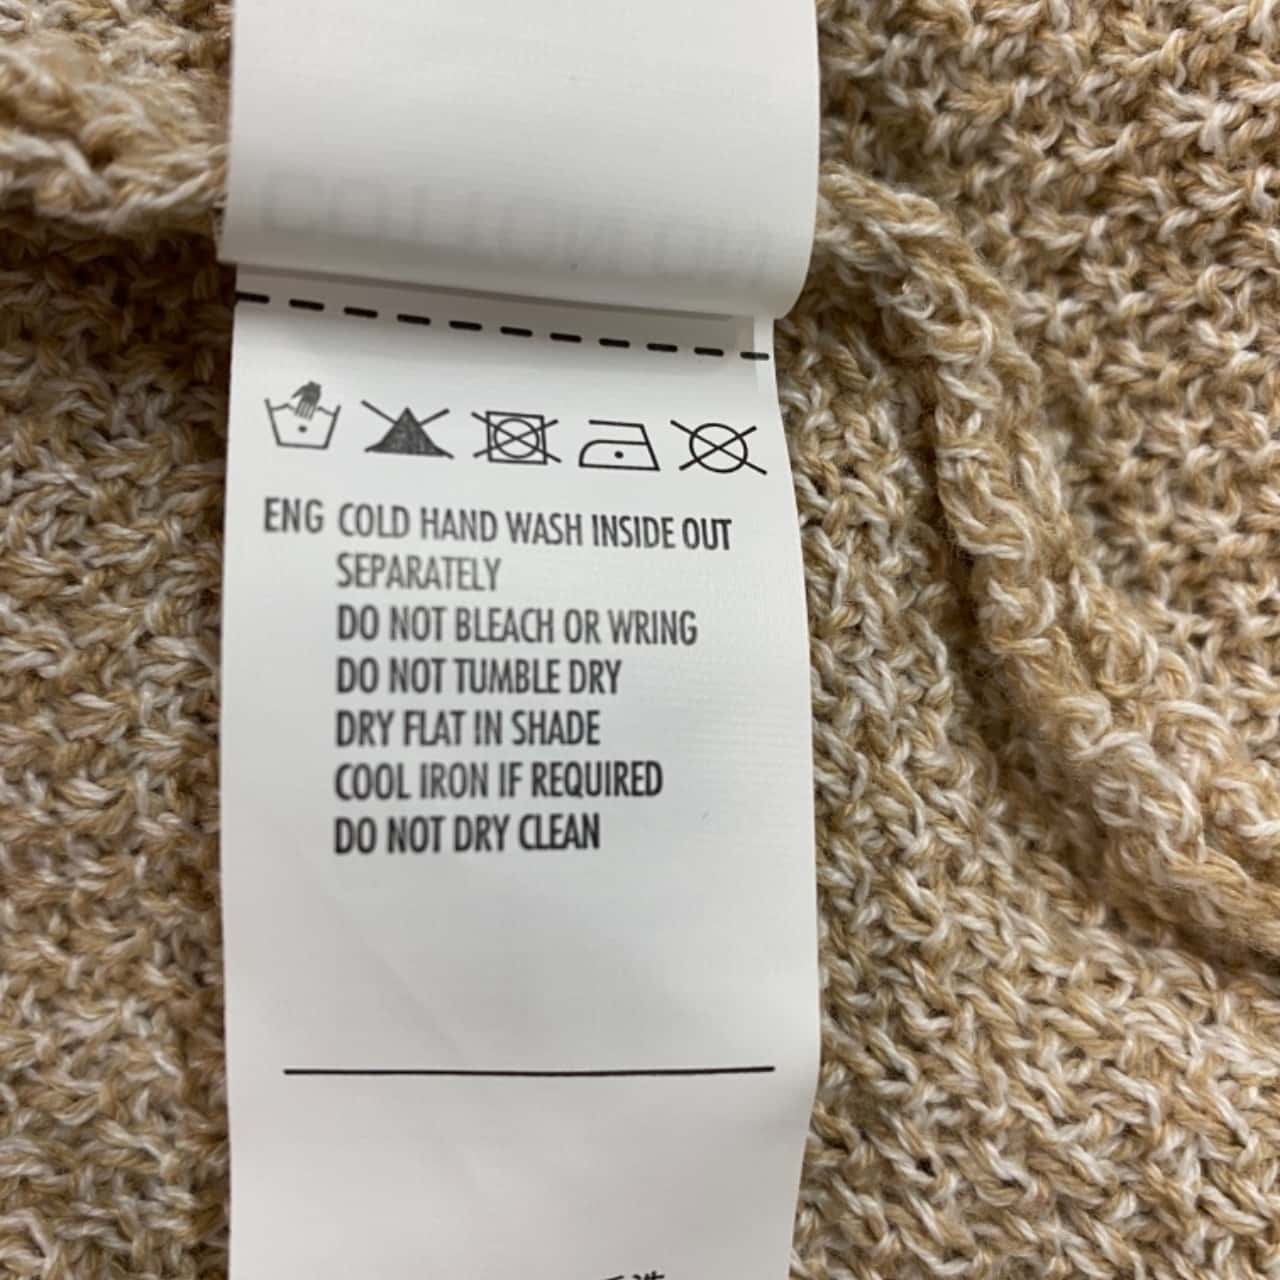 ENG COLD HAND WASH INSIDE OUT
SEPARATELY
DO NOT BLEACH OR WRING
DO NOT TUMBLE DRY
DRY FLAT IN SHADE
COOL IRON IF REQUIRED
DO NOT DRY CLEAN